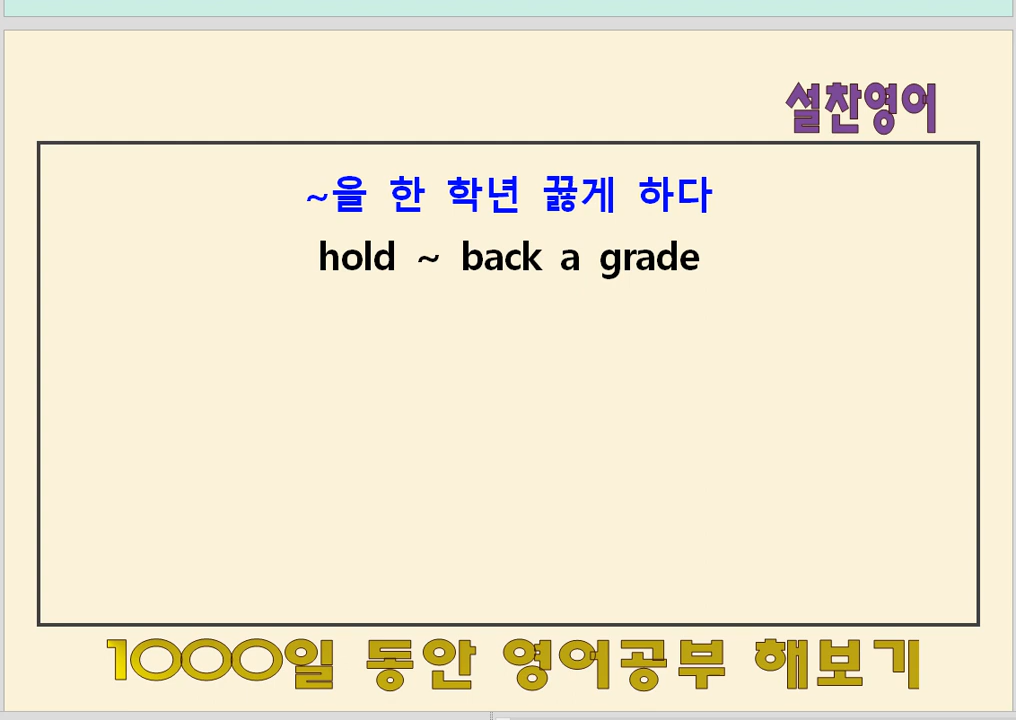 설찬영어
~을 한 학년 꿇게 하다
hold ~ back a grade
1000일 동안 영어공부 해보기